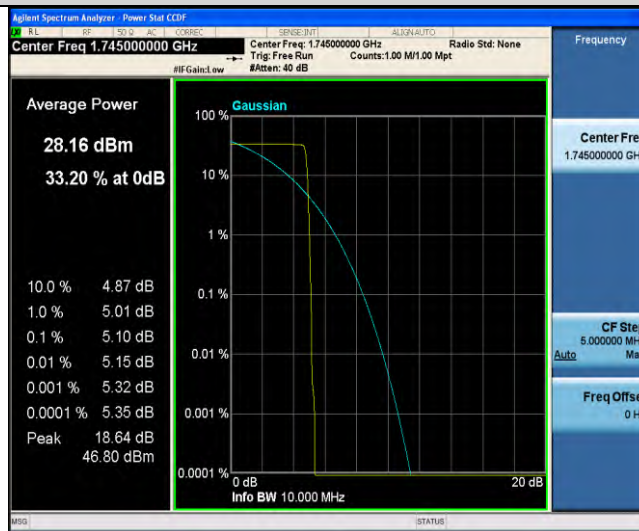 Agilent Spectrum Analyzer - Power Stat CCDF
RL RF 50 Ω AC CORREC SENSE:INT ALIGN AUTO
Center Freq 1.745000000 GHz
Center Freq: 1.745000000 GHz Radio Std: None
Trig: Free Run Counts:1.00 M/1.00 Mpt
#IFGain:Low #Atten: 40 dB
Frequency
Average Power
28.16 dBm
33.20 % at 0dB
10.0 % 4.87 dB
1.0 % 5.01 dB
0.1 % 5.10 dB
0.01 % 5.15 dB
0.001 % 5.32 dB
0.0001 % 5.35 dB
Peak 18.64 dB
46.80 dBm
Gaussian
100 %
10 %
1 %
0.1 %
0.01 %
0.001 %
0.0001 %
0 dB 20 dB
Info BW 10.000 MHz
Center Fre
1.745000000 GH
CF Ste
5.000000 MH
Auto Ma
Freq Offse
0 H
MSG STATUS